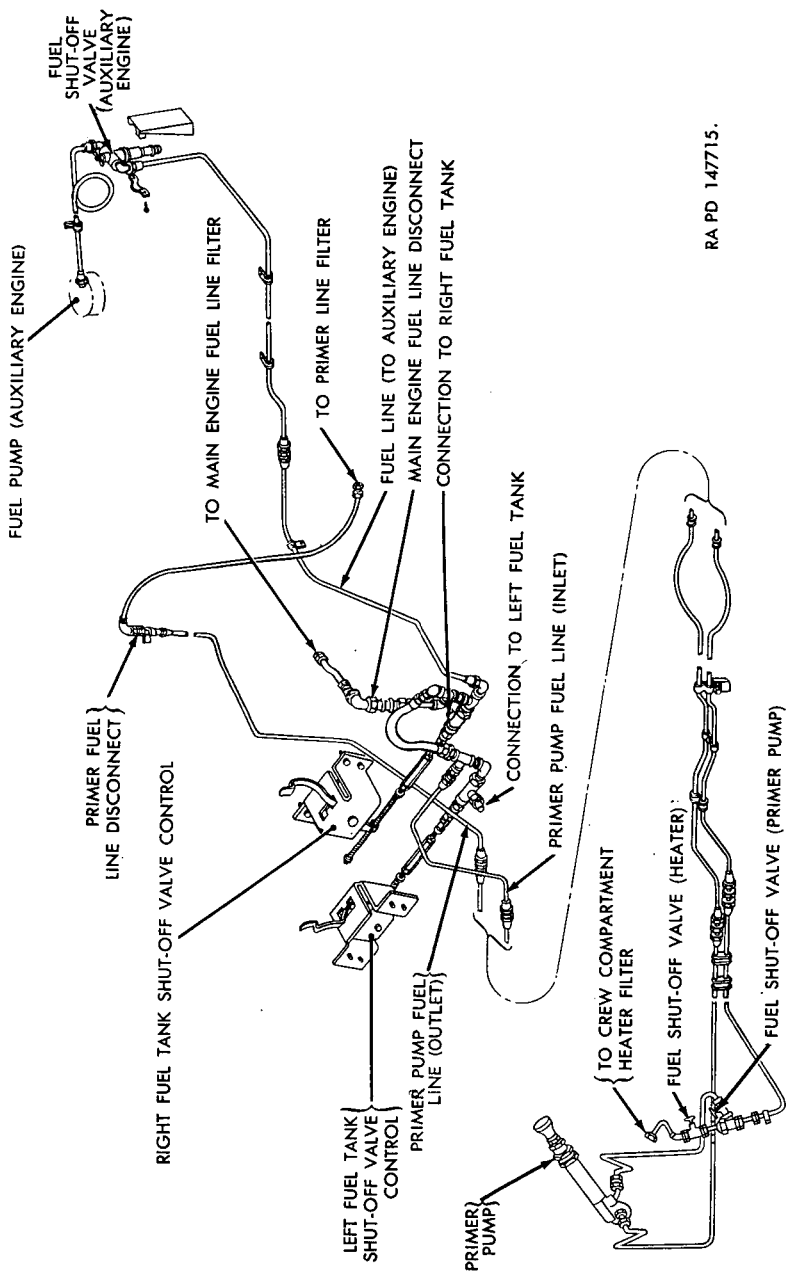 FUEL PUMP (AUXILIARY ENGINE)
FUEL
SHUT-OFF
VALVE
(AUXILIARY
ENGINE)
TO MAIN ENGINE FUEL LINE FILTER
TO PRIMER LINE FILTER
FUEL LINE (TO AUXILIARY ENGINE)
MAIN ENGINE FUEL LINE DISCONNECT
CONNECTION TO RIGHT FUEL TANK
PRIMER FUEL
LINE DISCONNECT
RIGHT FUEL TANK SHUT-OFF VALVE CONTROL
CONNECTION TO LEFT FUEL TANK
PRIMER PUMP FUEL LINE (INLET)
LEFT FUEL TANK
SHUT-OFF VALVE
CONTROL
PRIMER PUMP FUEL
LINE (OUTLET)
PRIMER
PUMP
TO CREW COMPARTMENT
HEATER FILTER
FUEL SHUT-OFF VALVE (HEATER)
FUEL SHUT-OFF VALVE (PRIMER PUMP)
RA PD 147715.